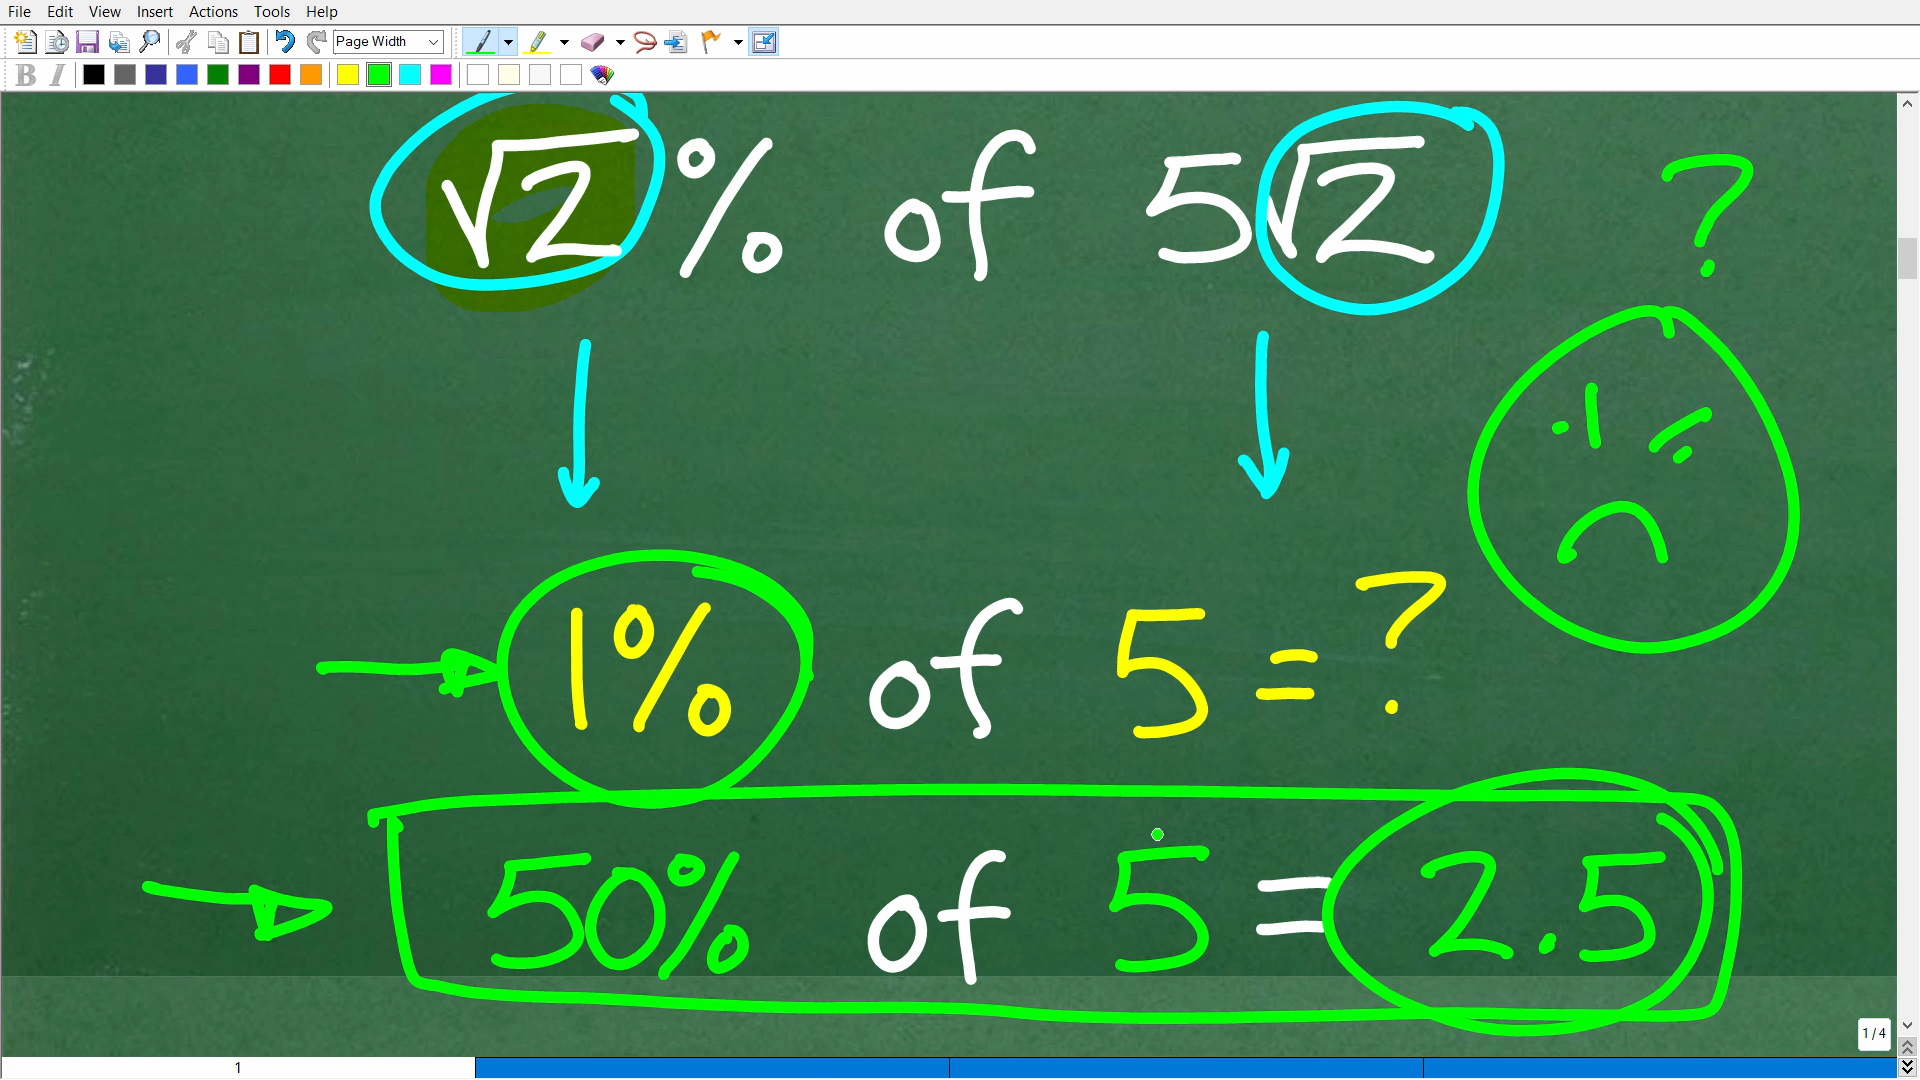 File Edit View Insert Actions Tools Help
Page Width
B I
√2% of 5√2 ?
1% of 5 = ?
50% of 5 = 2.5
1 / 4
1